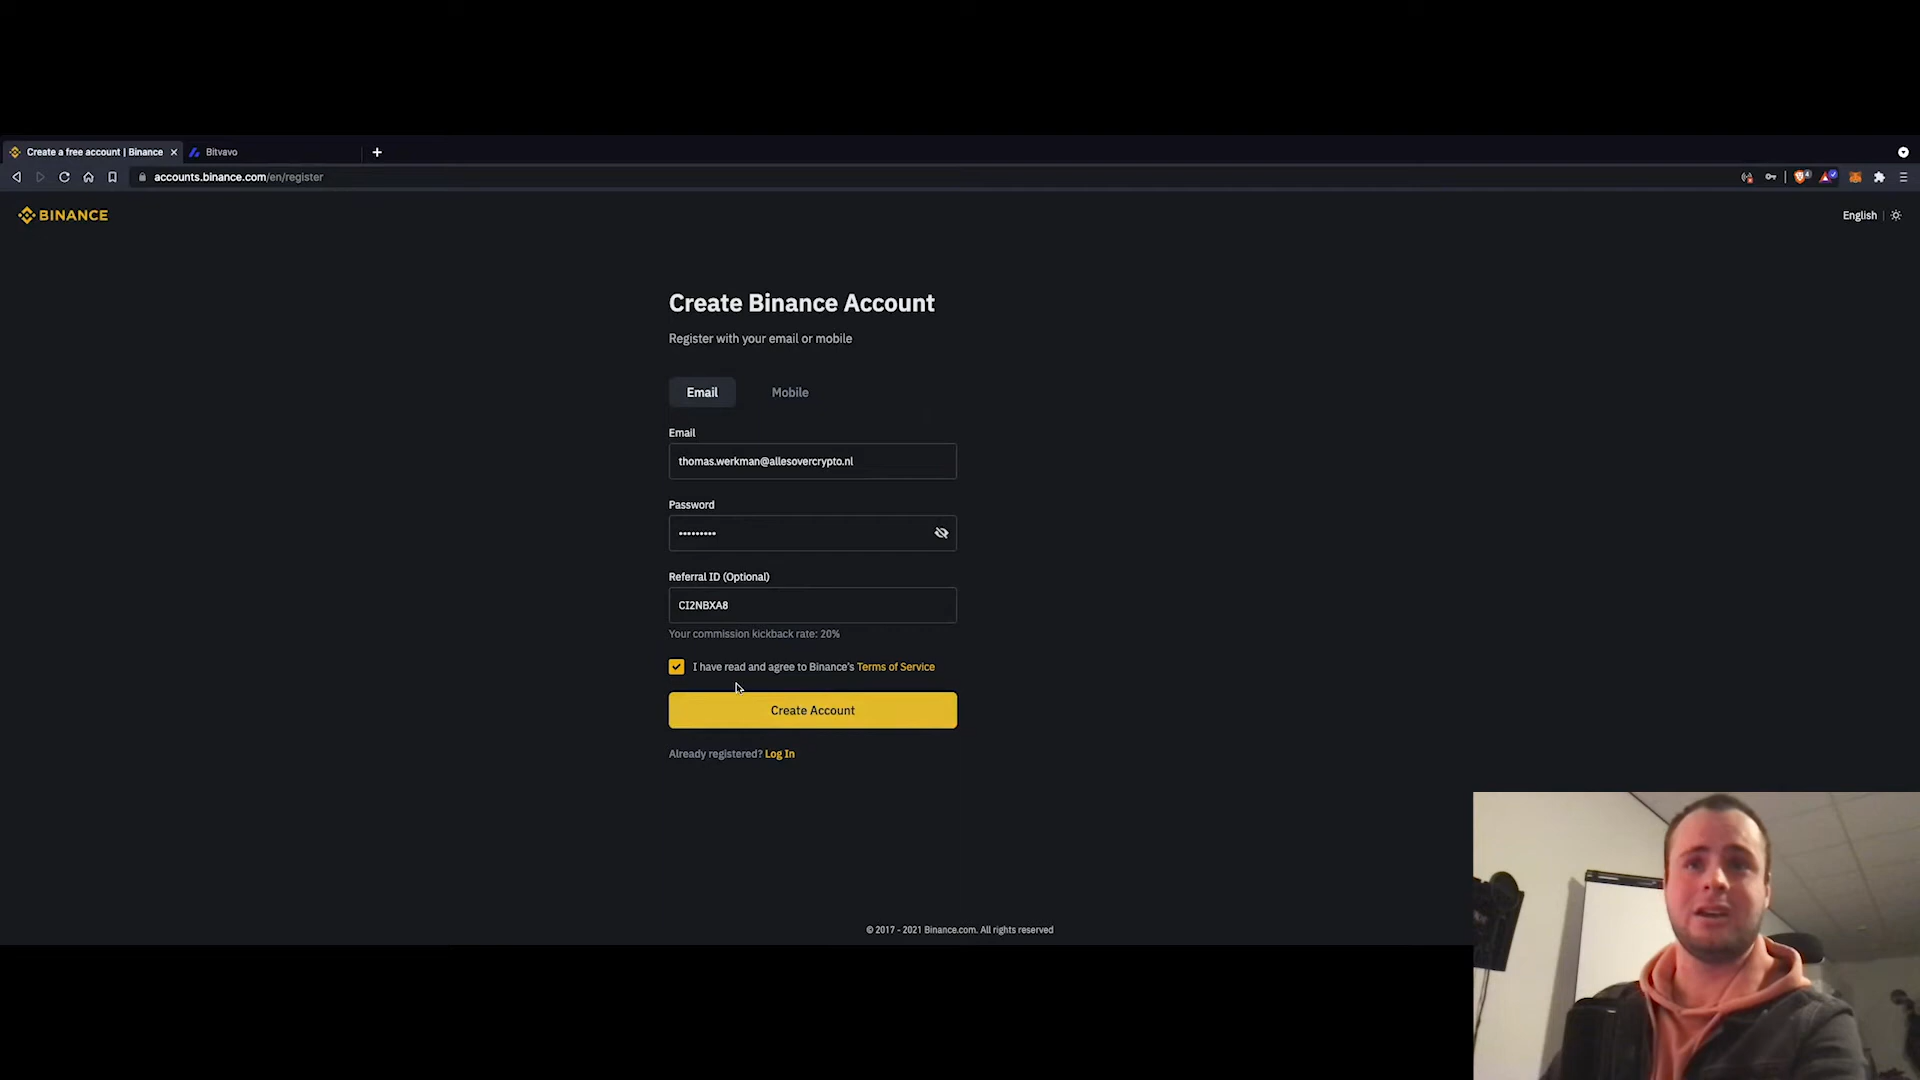 Create a free account | Binance
Bitvavo
accounts.binance.com/en/register
BINANCE
English
Create Binance Account
Register with your email or mobile
Email
Mobile
Email
thomas.werkman@allesovercrypto.nl
Password
•••••••••
Referral ID (Optional)
CI2NBXA8
Your commission kickback rate: 20%
I have read and agree to Binance's Terms of Service
Create Account
Already registered? Log In
© 2017 - 2021 Binance.com. All rights reserved